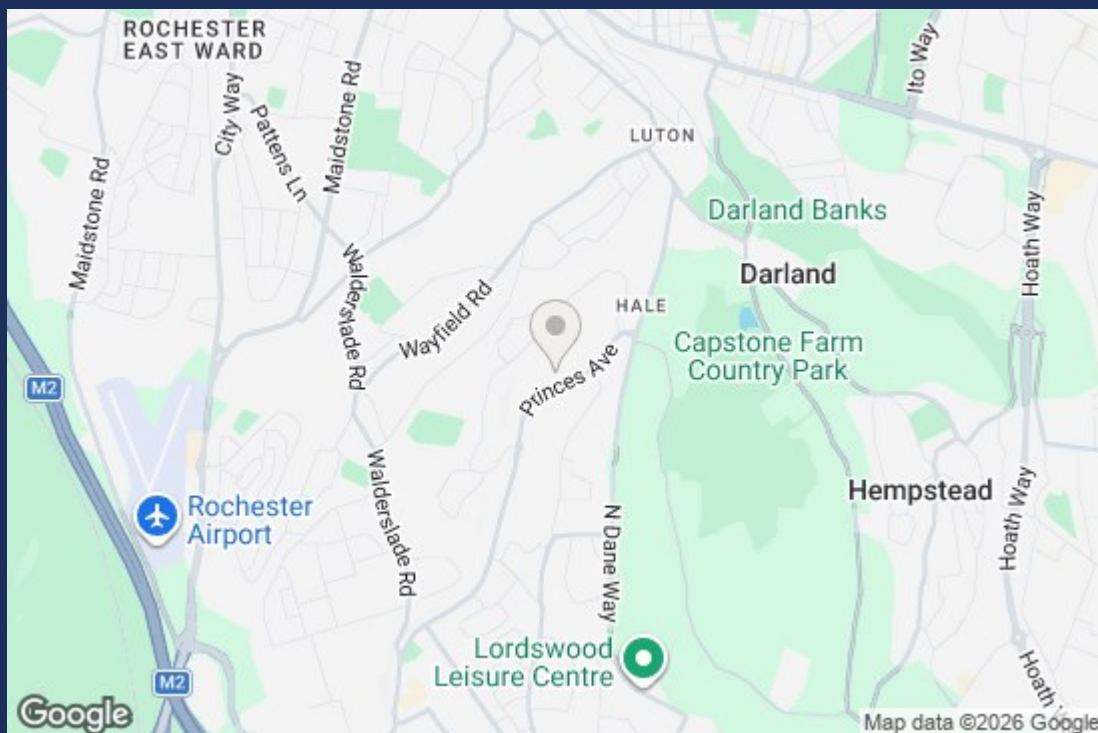 ROCHESTER
EAST WARD
City Way
Pattens Ln
Maidstone Rd
Maidstone Rd
Ito Way
LUTON
Darland Banks
Darland
Hoath Way
Walderslade Rd
Wayfield Rd
HALE
Princes Ave
Capstone Farm
Country Park
M2
Walderslade Rd
Hempstead
Rochester
Airport
N Dane Way
Hoath Way
Lordswood
Leisure Centre
M2
Hoath
Google
Map data ©2026 Google